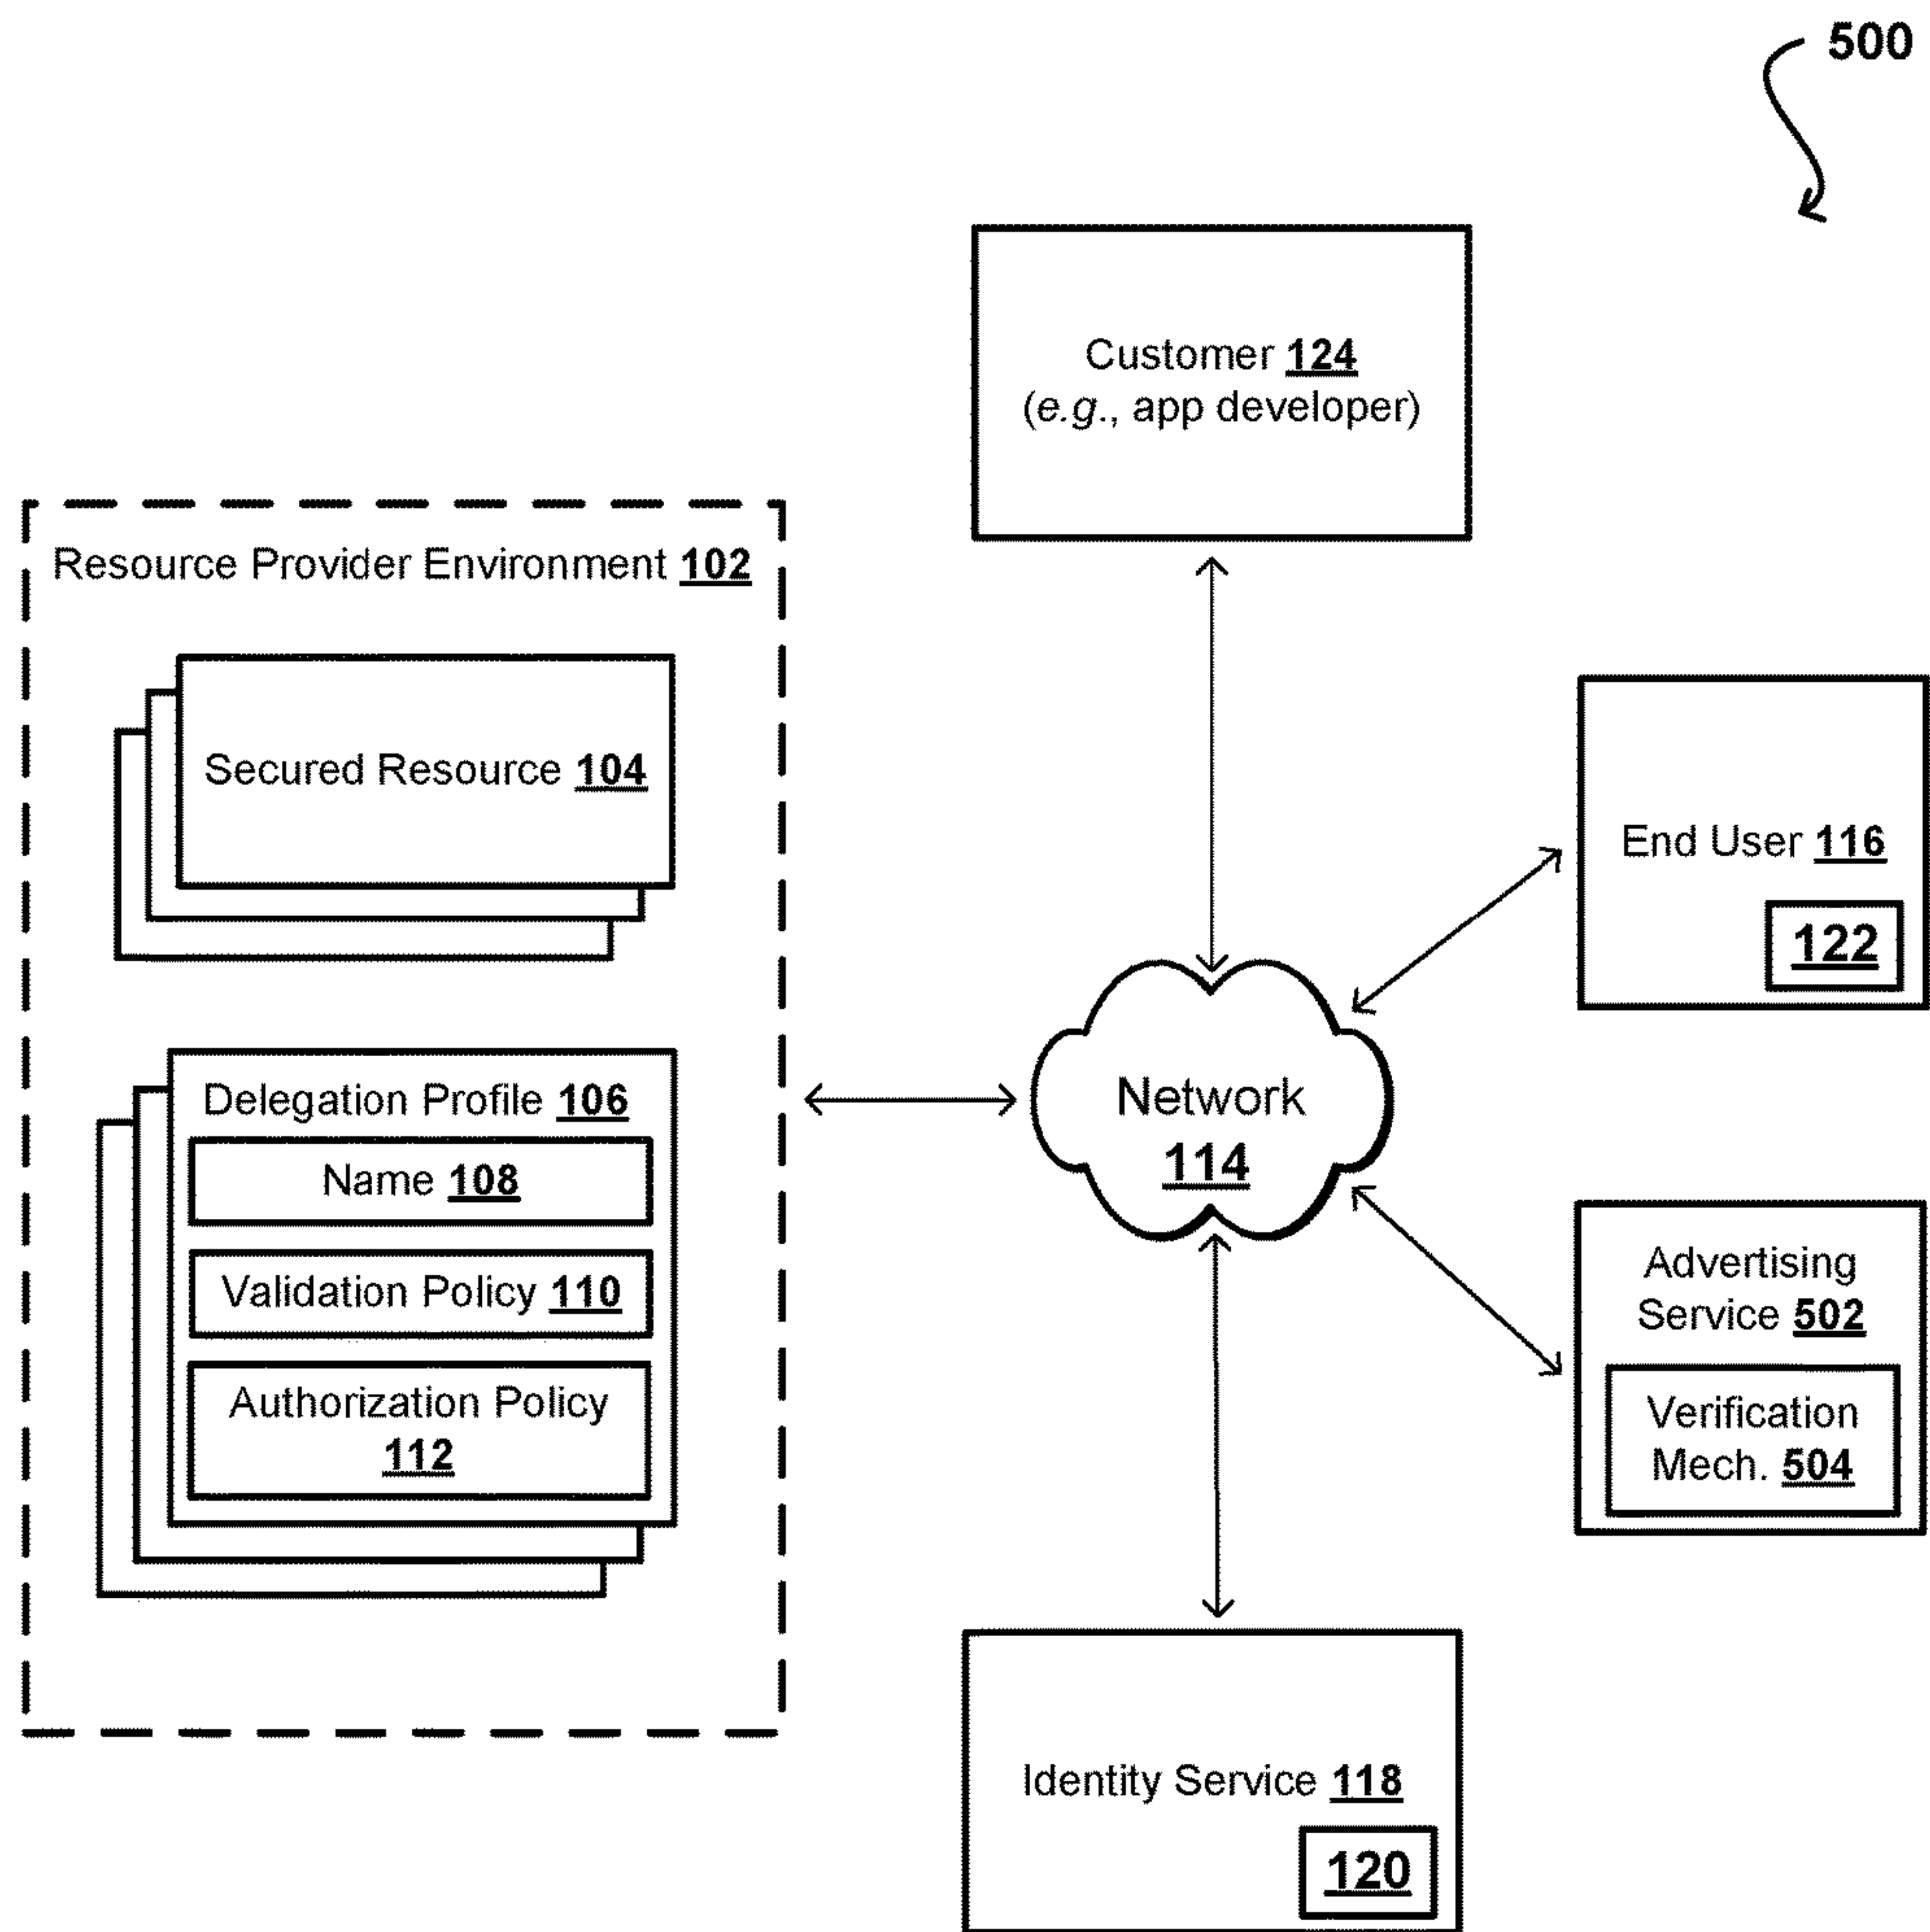 500
Customer 124
(e.g., app developer)
Resource Provider Environment 102
Secured Resource 104
End User 116
122
Delegation Profile 106
Name 108
Validation Policy 110
Authorization Policy
112
Network
114
Advertising
Service 502
Verification
Mech. 504
Identity Service 118
120